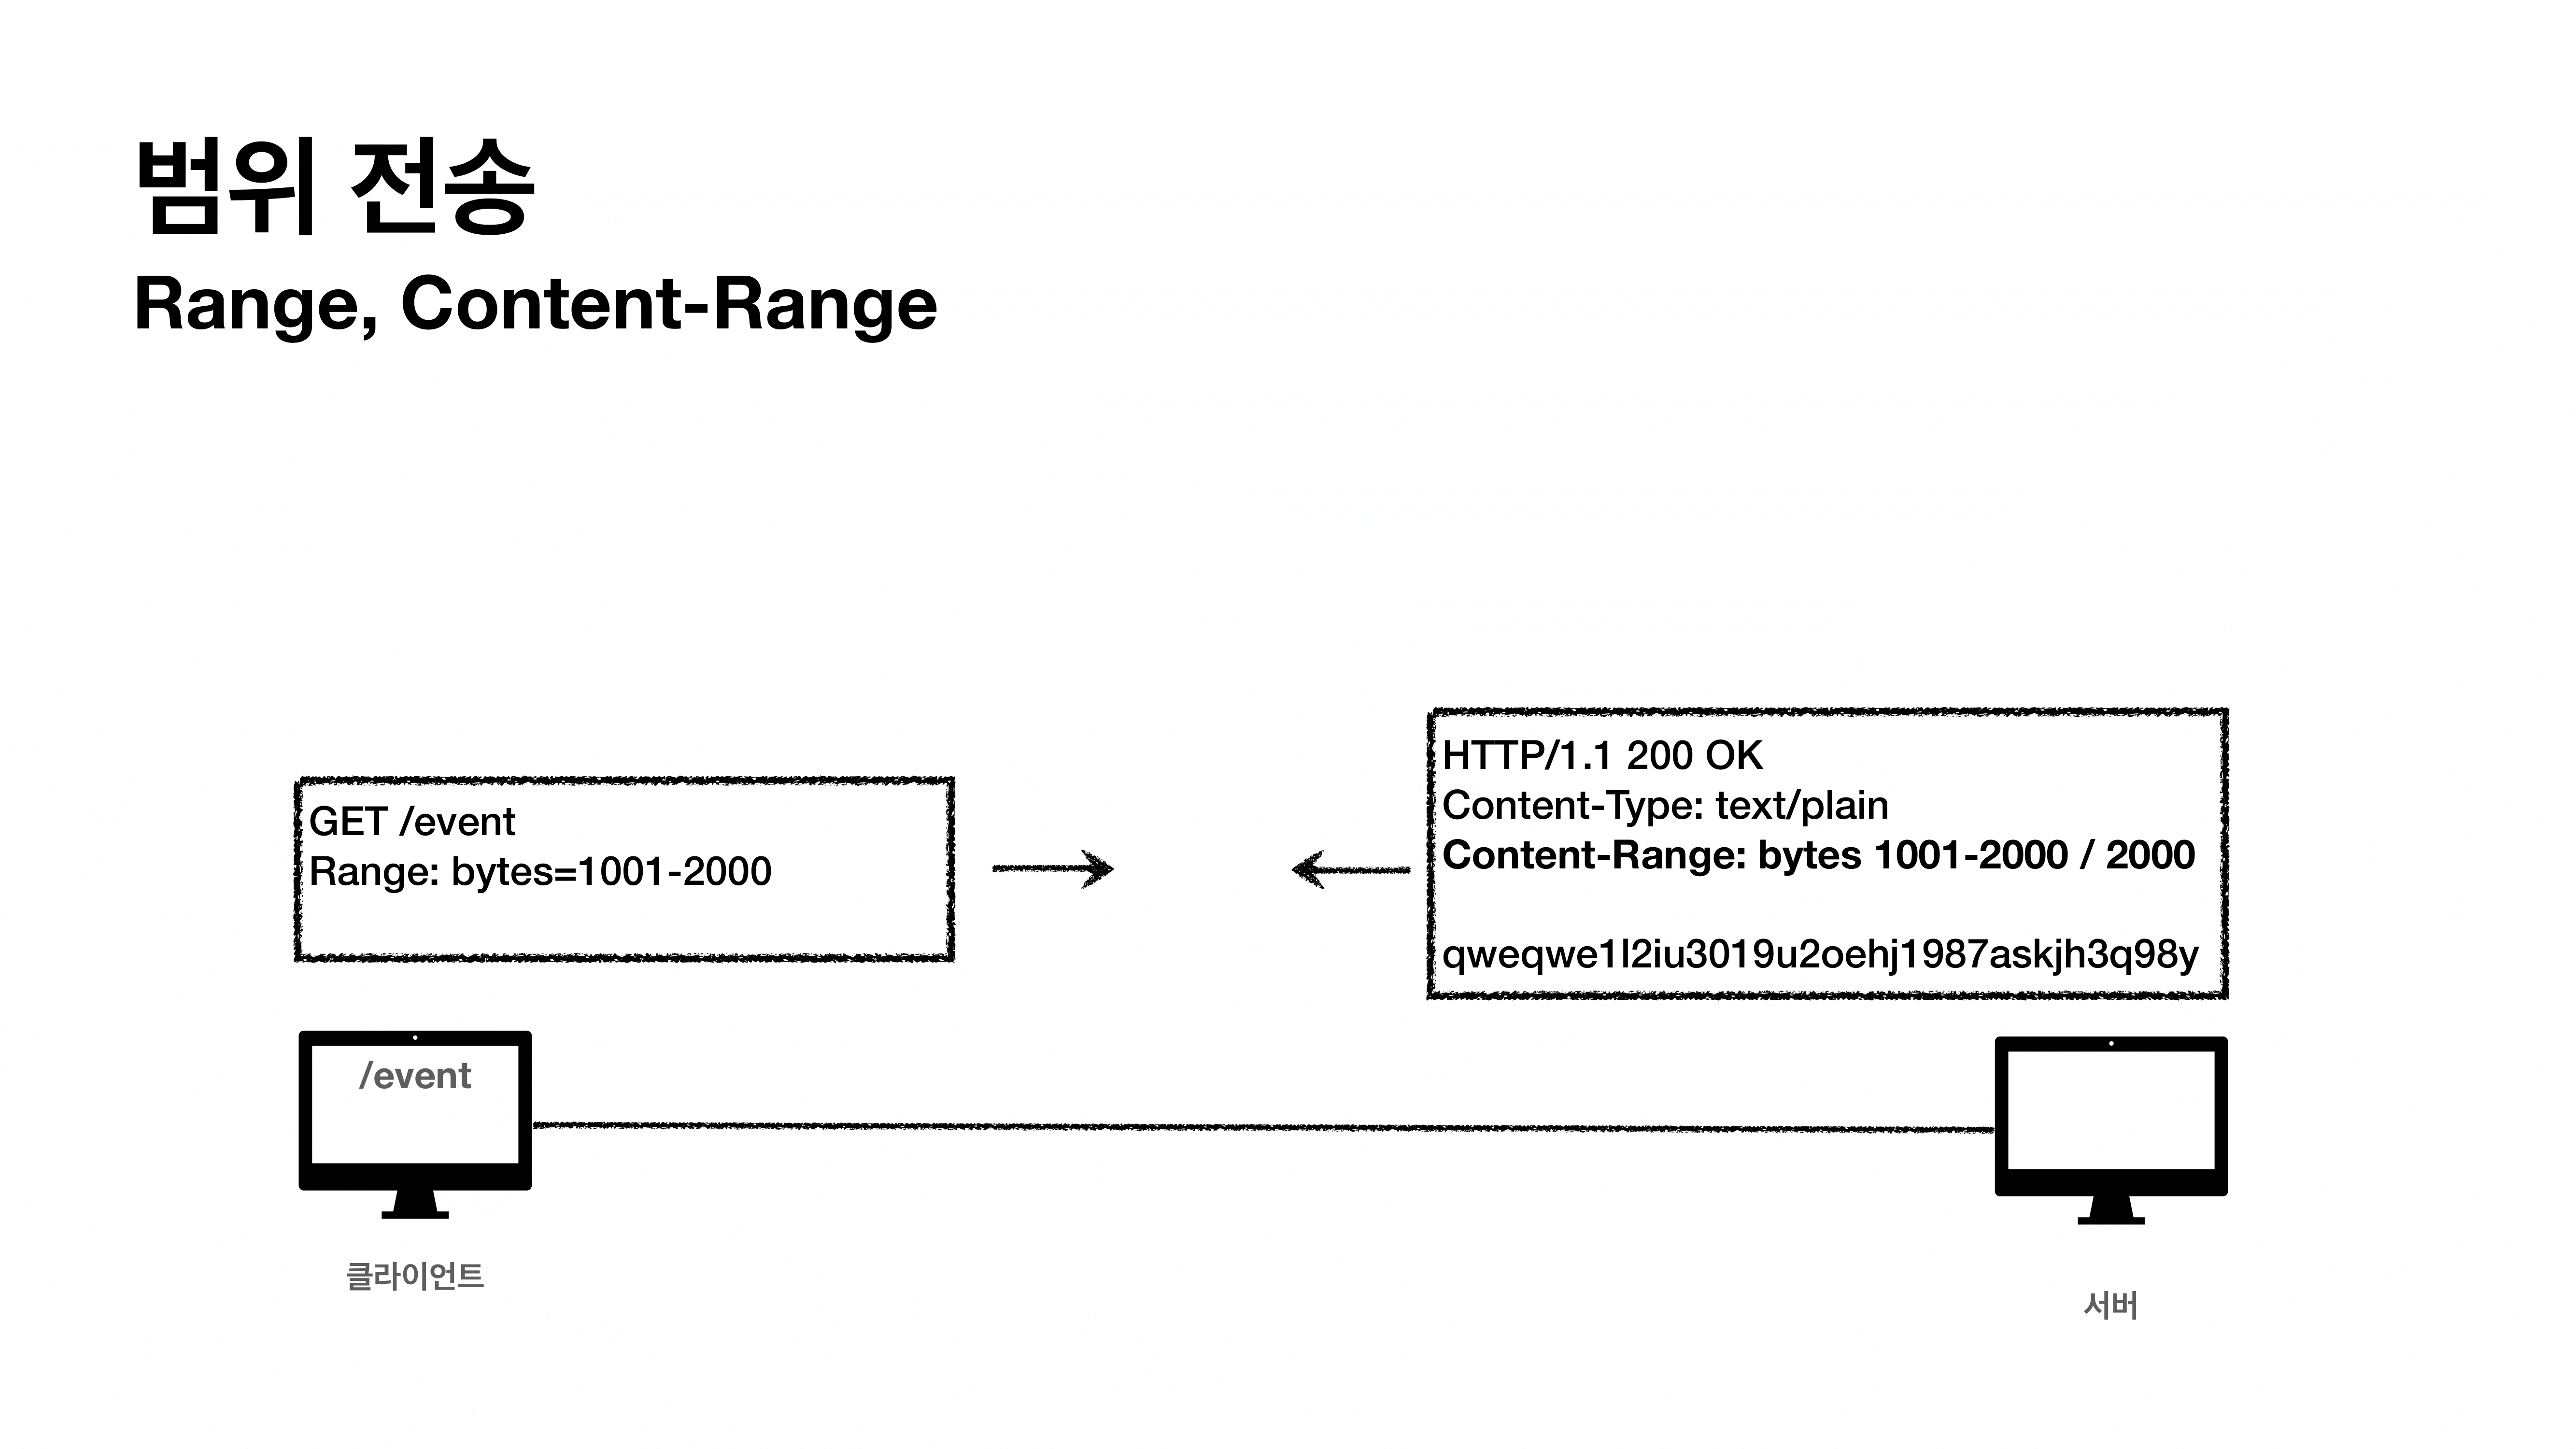 범위 전송
Range, Content-Range
GET /event
Range: bytes=1001-2000
HTTP/1.1 200 OK
Content-Type: text/plain
Content-Range: bytes 1001-2000 / 2000
qweqwe1l2iu3019u2oehj1987askjh3q98y
/event
클라이언트
서버